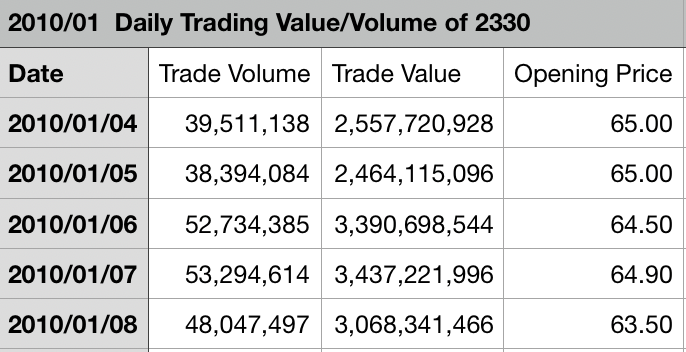 2010/01 Daily Trading Value/Volume of 2330
Date Trade Volume Trade Value Opening Price
2010/01/04 39,511,138 2,557,720,928 65.00
2010/01/05 38,394,084 2,464,115,096 65.00
2010/01/06 52,734,385 3,390,698,544 64.50
2010/01/07 53,294,614 3,437,221,996 64.90
2010/01/08 48,047,497 3,068,341,466 63.50